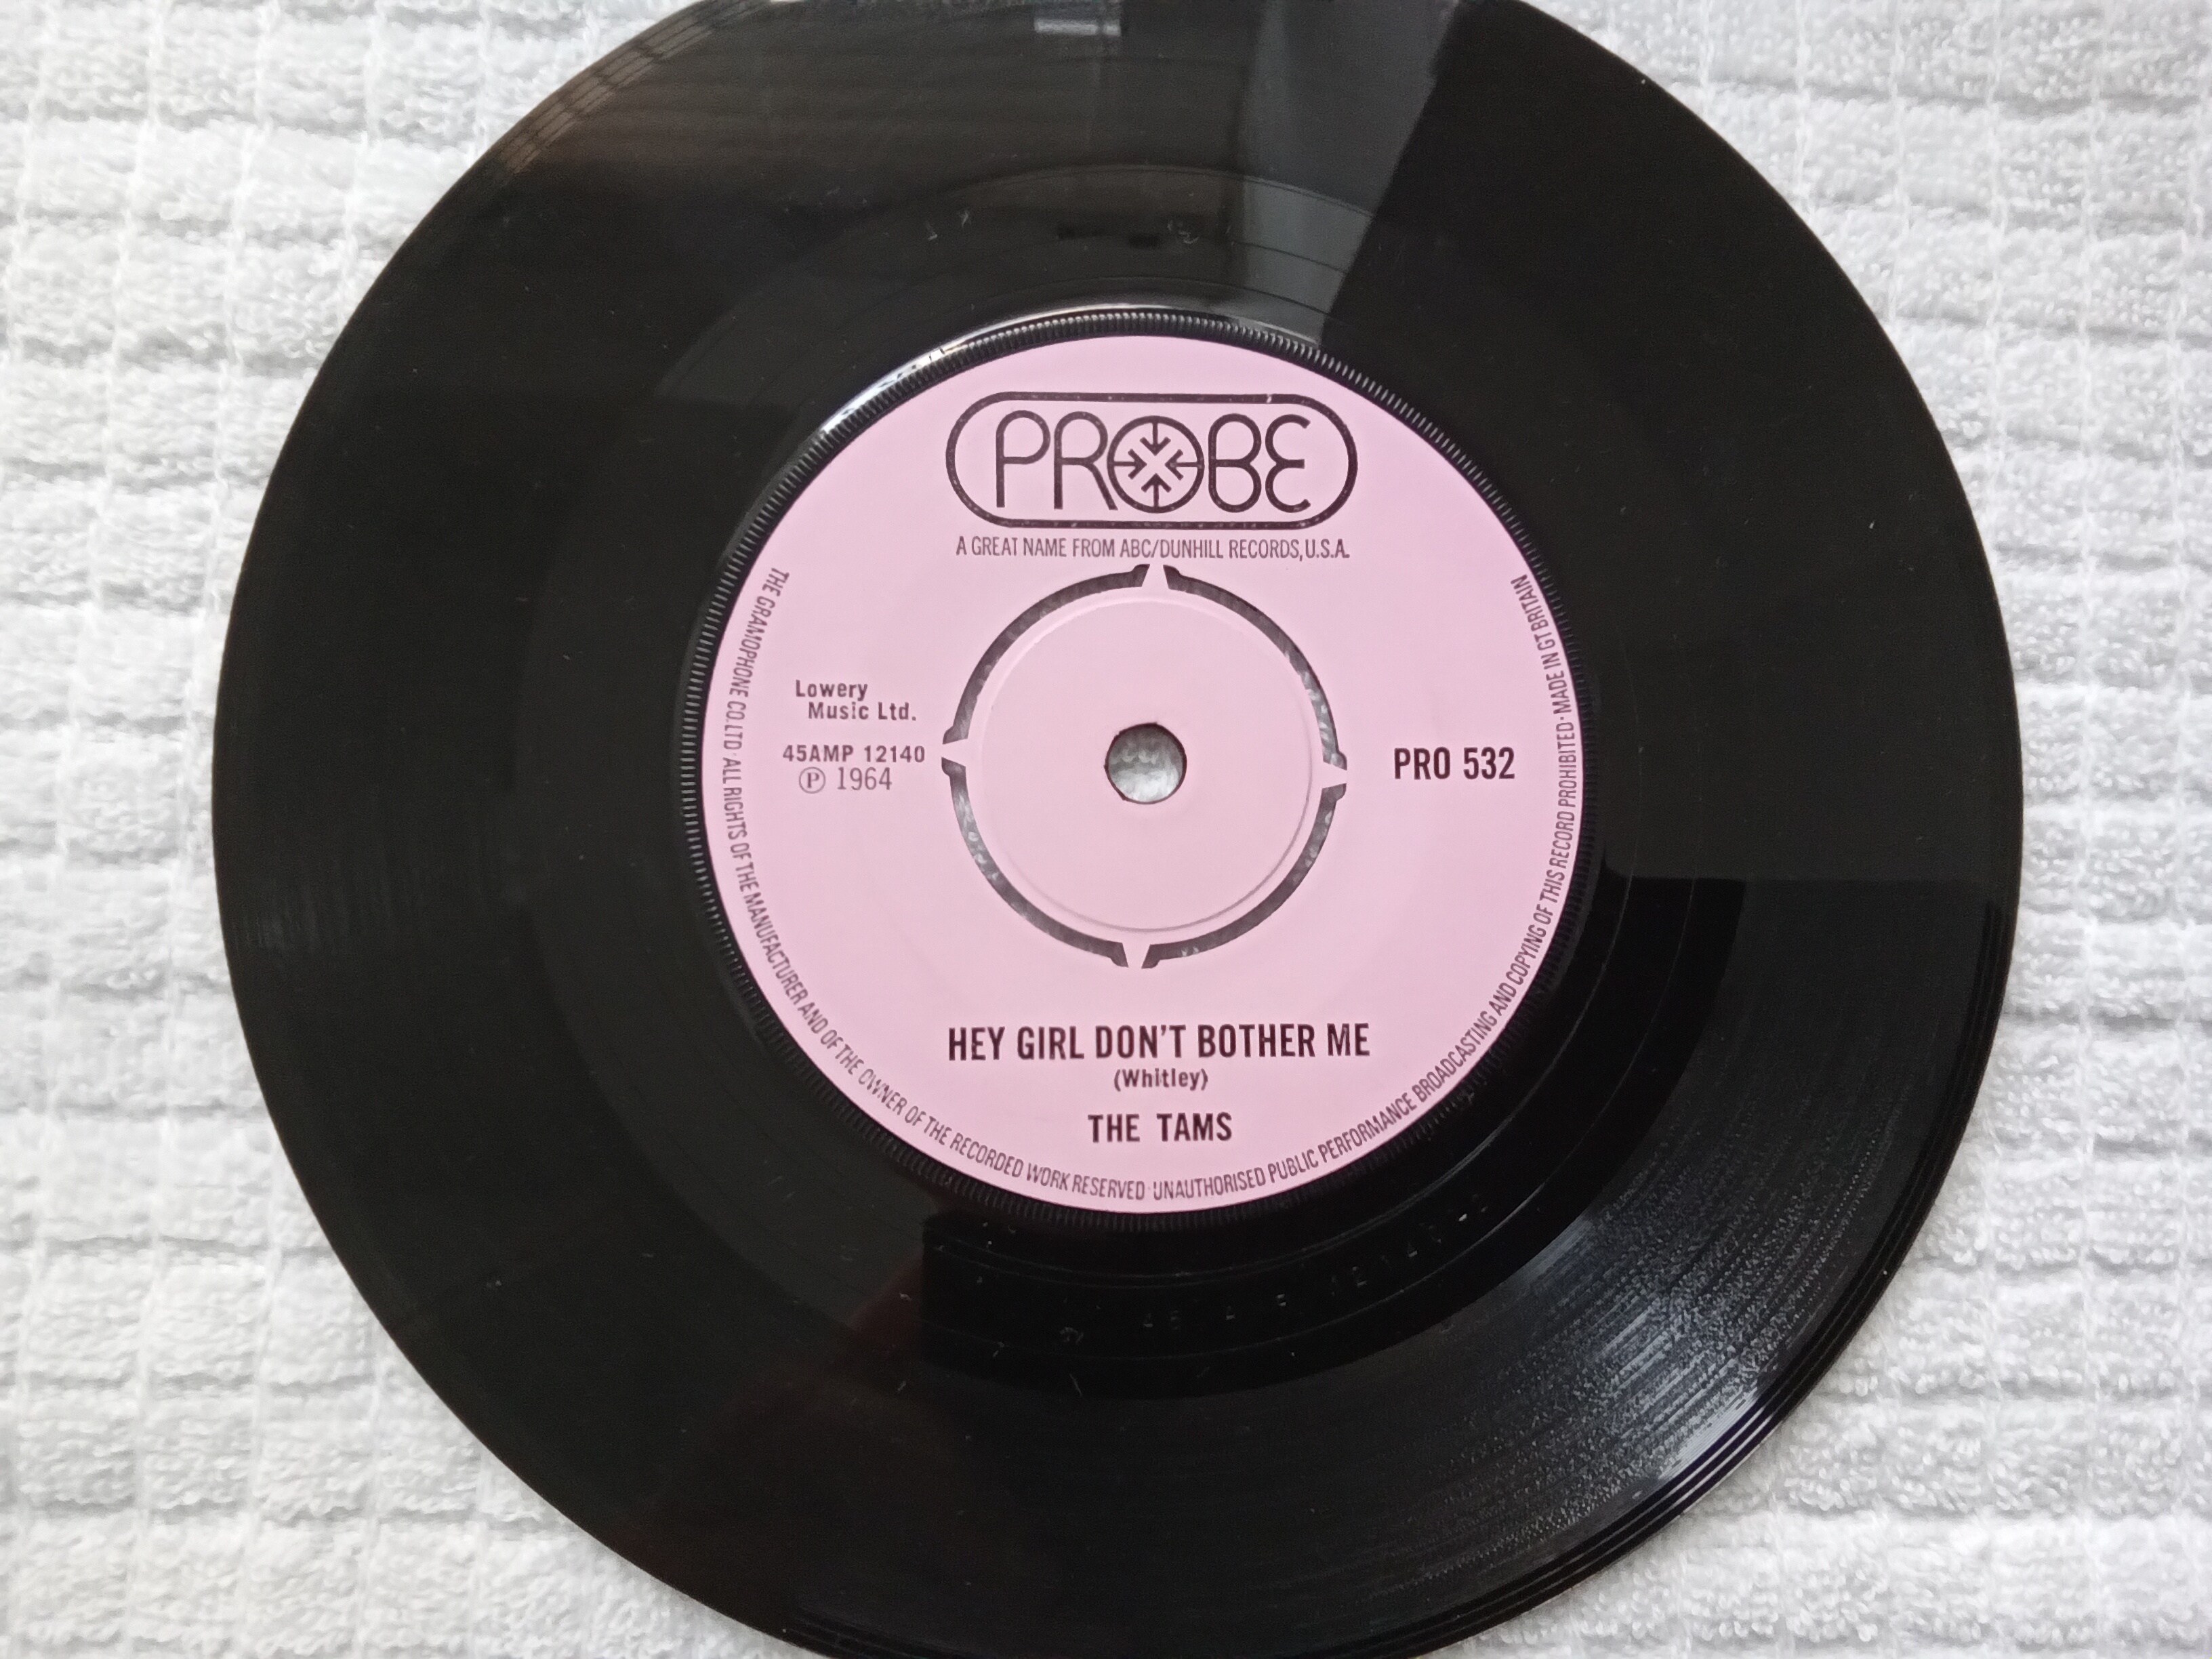 PROBE
A GREAT NAME FROM ABC/DUNHILL RECORDS, U.S.A.
Lowery
Music Ltd.
45AMP 12140
Ⓟ 1964
PRO 532
HEY GIRL DON'T BOTHER ME
(Whitley)
THE TAMS
THE GRAMOPHONE CO. LTD · ALL RIGHTS OF THE MANUFACTURER AND OF THE OWNER OF THE RECORDED WORK RESERVED · UNAUTHORISED PUBLIC PERFORMANCE BROADCASTING AND COPYING OF THIS RECORD PROHIBITED · MADE IN GT BRITAIN